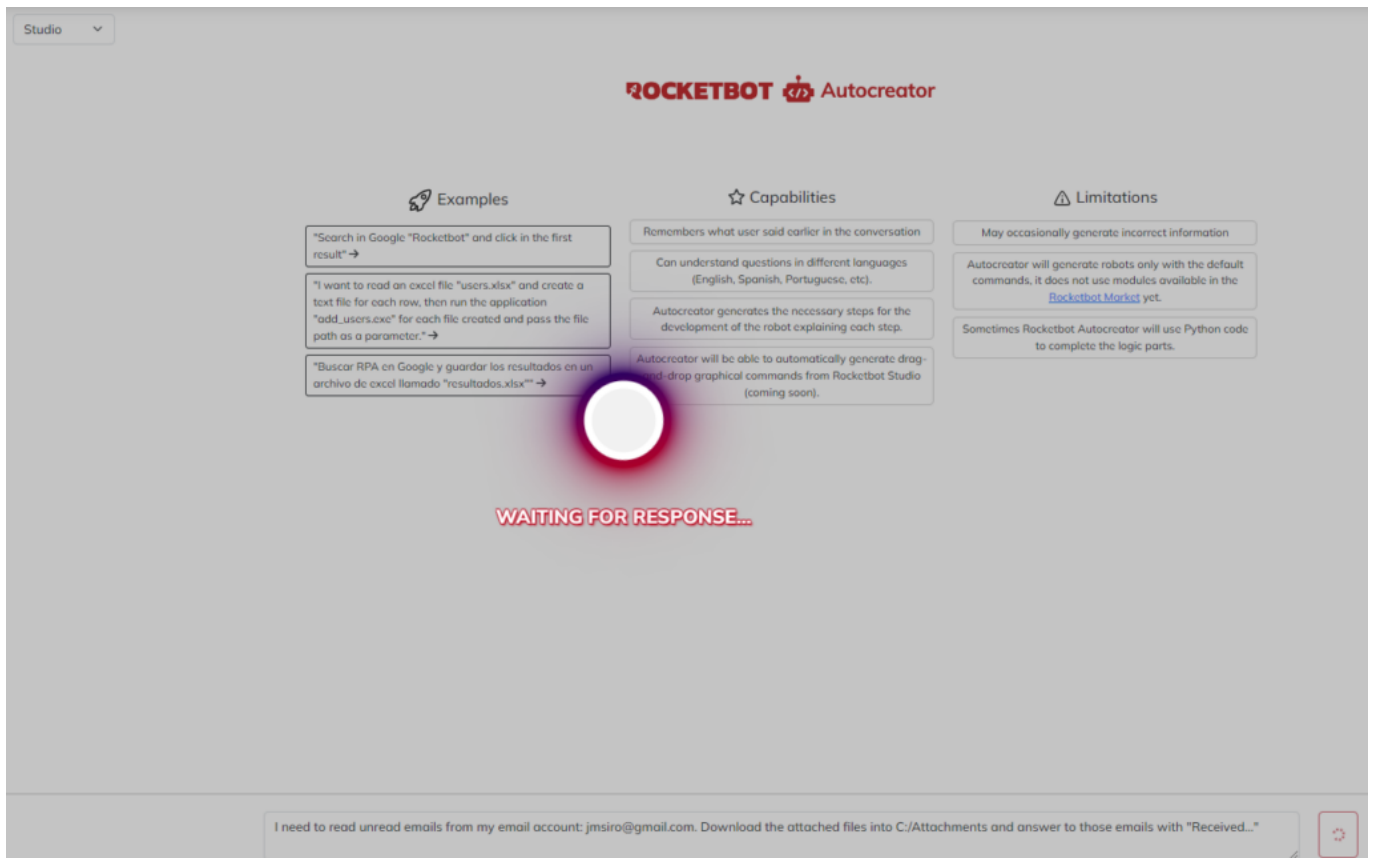 Studio
ROCKETBOT Autocreator
Examples
"Search in Google "Rocketbot" and click in the first
result" →
"I want to read an excel file "users.xlsx" and create a
text file for each row, then run the application
"add_users.exe" for each file created and pass the file
path as a parameter." →
"Buscar RPA en Google y guardar los resultados en un
archivo de excel llamado "resultados.xlsx"" →
Capabilities
Remembers what user said earlier in the conversation
Can understand questions in different languages
(English, Spanish, Portuguese, etc).
Autocreator generates the necessary steps for the
development of the robot explaining each step.
Autocreator will be able to automatically generate drag-
and-drop graphical commands from Rocketbot Studio
(coming soon).
Limitations
May occasionally generate incorrect information
Autocreator will generate robots only with the default
commands, it does not use modules available in the
Rocketbot Market yet.
Sometimes Rocketbot Autocreator will use Python code
to complete the logic parts.
WAITING FOR RESPONSE...
I need to read unread emails from my email account: jmsiro@gmail.com. Download the attached files into C:/Attachments and answer to those emails with "Received..."